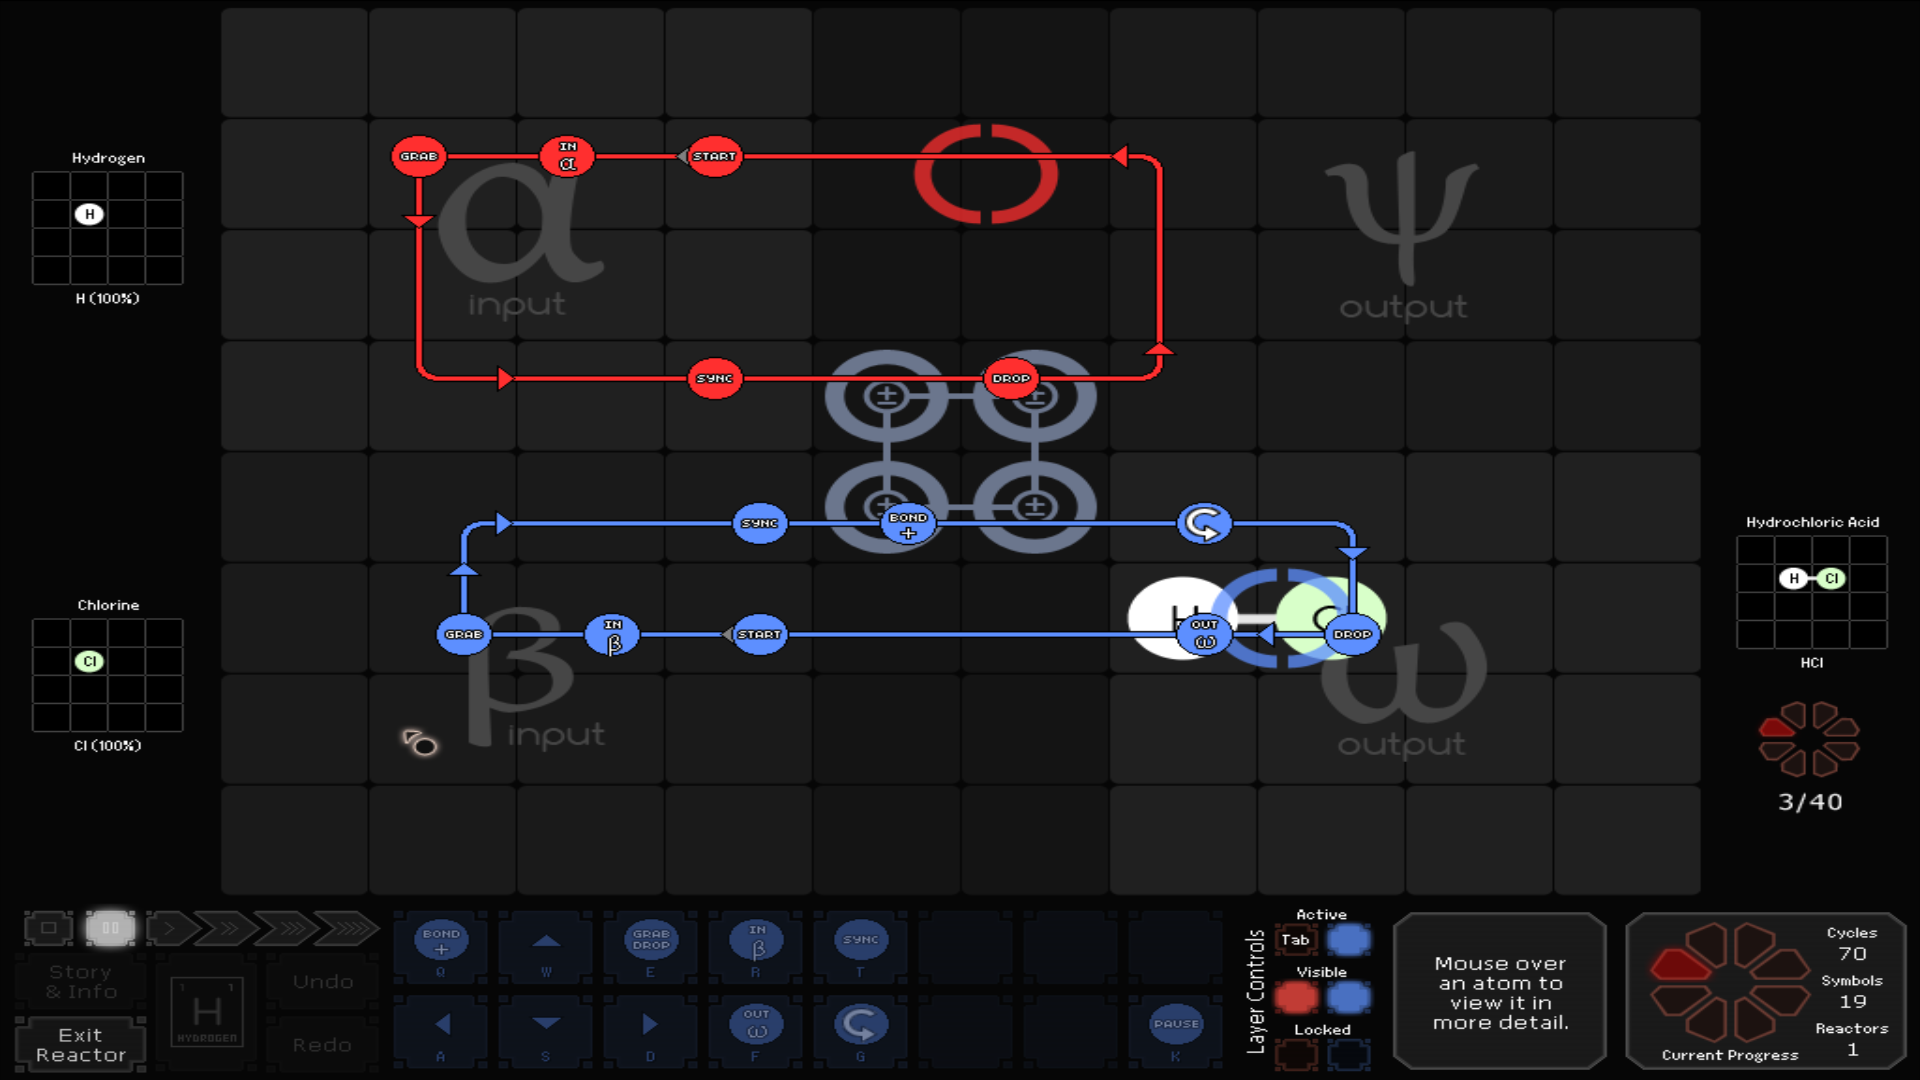 Hydrogen
H
H (100%)
GRAB
IN
α
START
α
input
ψ
output
SYNC
DROP
±
±
±
±
Chlorine
Cl
Cl (100%)
SYNC
BOND
+
GRAB
IN
β
START
H
OUT
ω
DROP
β
input
ω
output
Hydrochloric Acid
H
Cl
HCl
3/40
Story
& Info
Exit
Reactor
1
1
H
HYDROGEN
Undo
Redo
BOND
+
Q
W
GRAB
DROP
E
IN
β
R
SYNC
T
A
S
D
OUT
ω
F
G
PAUSE
K
Layer Controls
Active
Tab
Visible
Locked
Mouse over
an atom to
view it in
more detail.
Cycles
70
Symbols
19
Reactors
1
Current Progress